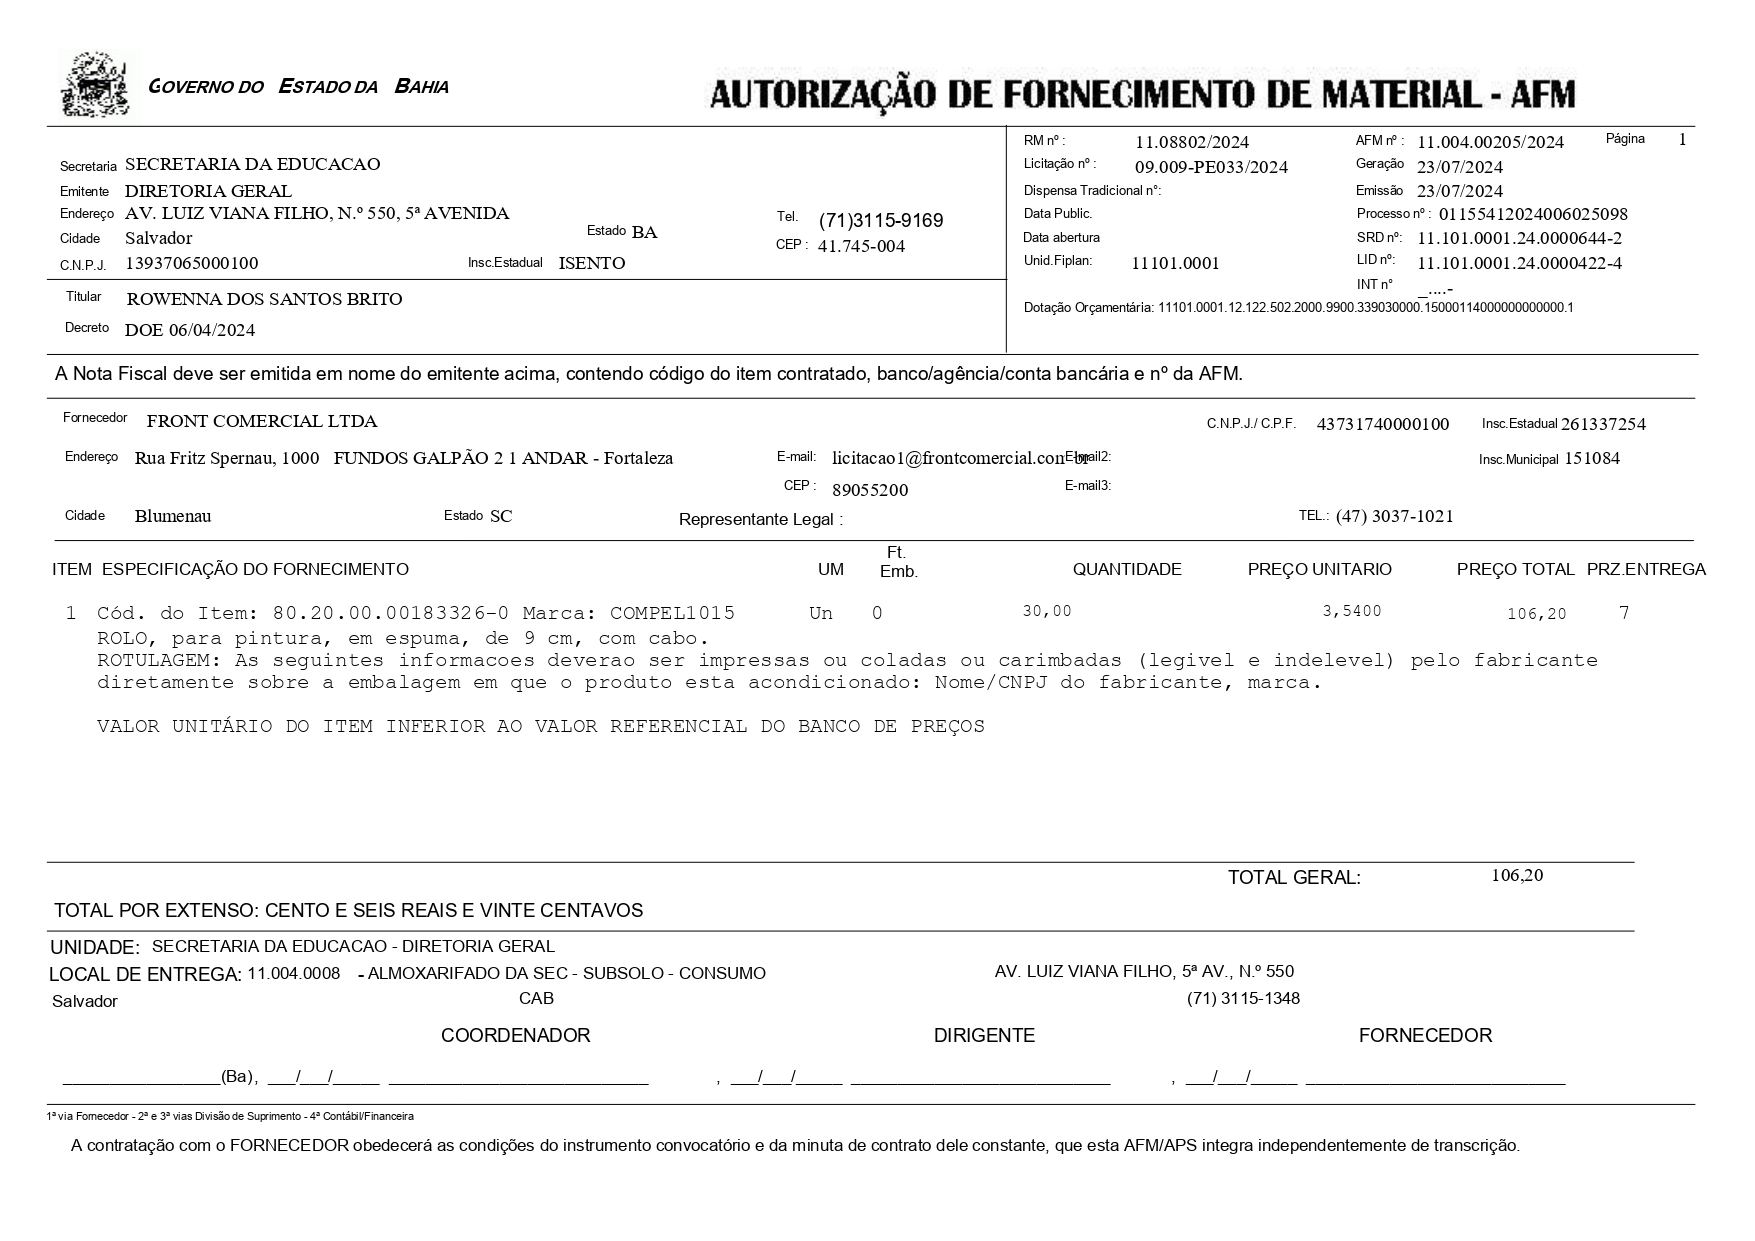 GOVERNO DO ESTADO DA BAHIA
AUTORIZAÇÃO DE FORNECIMENTO DE MATERIAL - AFM
RM nº : 11.08802/2024 AFM nº : 11.004.00205/2024 Página 1
Secretaria SECRETARIA DA EDUCACAO Licitação nº : 09.009-PE033/2024 Geração 23/07/2024
Emitente DIRETORIA GERAL Dispensa Tradicional n°: Emissão 23/07/2024
Endereço AV. LUIZ VIANA FILHO, N.º 550, 5ª AVENIDA Tel. (71)3115-9169 Data Public. Processo nº : 01155412024006025098
Cidade Salvador Estado BA CEP : 41.745-004 Data abertura SRD nº: 11.101.0001.24.0000644-2
C.N.P.J. 13937065000100 Insc.Estadual ISENTO Unid.Fiplan: 11101.0001 LID nº: 11.101.0001.24.0000422-4
INT n° _....-
Titular ROWENNA DOS SANTOS BRITO Dotação Orçamentária: 11101.0001.12.122.502.2000.9900.339030000.15000114000000000000.1
Decreto DOE 06/04/2024
A Nota Fiscal deve ser emitida em nome do emitente acima, contendo código do item contratado, banco/agência/conta bancária e nº da AFM.
Fornecedor FRONT COMERCIAL LTDA C.N.P.J./ C.P.F. 43731740000100 Insc.Estadual 261337254
Endereço Rua Fritz Spernau, 1000 FUNDOS GALPÃO 2 1 ANDAR - Fortaleza E-mail: licitacao1@frontcomercial.com.br E-mail2: Insc.Municipal 151084
CEP : 89055200 E-mail3:
Cidade Blumenau Estado SC Representante Legal : TEL.: (47) 3037-1021
ITEM ESPECIFICAÇÃO DO FORNECIMENTO UM Ft. Emb. QUANTIDADE PREÇO UNITARIO PREÇO TOTAL PRZ.ENTREGA
1 Cód. do Item: 80.20.00.00183326-0 Marca: COMPEL1015 Un 0 30,00 3,5400 106,20 7
ROLO, para pintura, em espuma, de 9 cm, com cabo.
ROTULAGEM: As seguintes informacoes deverao ser impressas ou coladas ou carimbadas (legivel e indelevel) pelo fabricante
diretamente sobre a embalagem em que o produto esta acondicionado: Nome/CNPJ do fabricante, marca.
VALOR UNITÁRIO DO ITEM INFERIOR AO VALOR REFERENCIAL DO BANCO DE PREÇOS
TOTAL GERAL: 106,20
TOTAL POR EXTENSO: CENTO E SEIS REAIS E VINTE CENTAVOS
UNIDADE: SECRETARIA DA EDUCACAO - DIRETORIA GERAL
LOCAL DE ENTREGA: 11.004.0008 - ALMOXARIFADO DA SEC - SUBSOLO - CONSUMO AV. LUIZ VIANA FILHO, 5ª AV., N.º 550
Salvador CAB (71) 3115-1348
COORDENADOR DIRIGENTE FORNECEDOR
_________________(Ba), ___/___/_____ ____________________________ , ___/___/_____ ____________________________ , ___/___/_____ ____________________________
1ª via Fornecedor - 2ª e 3ª vias Divisão de Suprimento - 4ª Contábil/Financeira
A contratação com o FORNECEDOR obedecerá as condições do instrumento convocatório e da minuta de contrato dele constante, que esta AFM/APS integra independentemente de transcrição.